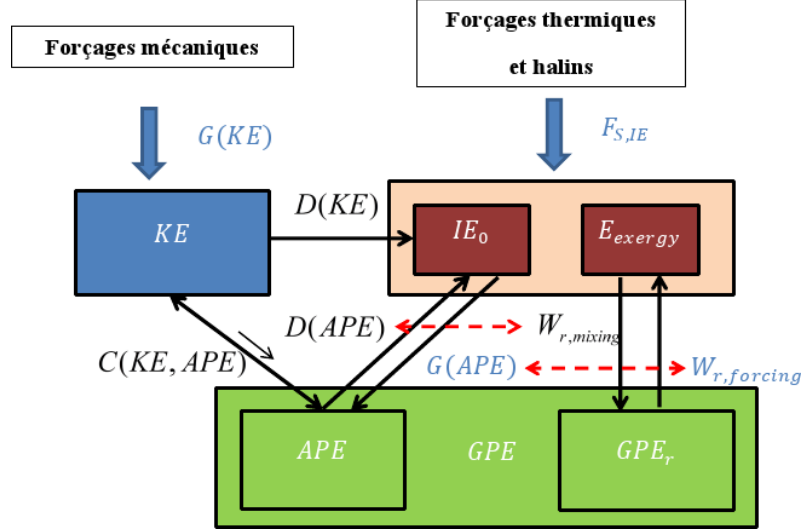 Forçages mécaniques
Forçages thermiques
et halins
G(KE)
F_{S,IE}
KE
D(KE)
IE_0
E_{exergy}
D(APE)
W_{r,mixing}
C(KE, APE)
G(APE)
W_{r,forcing}
APE
GPE
GPE_r